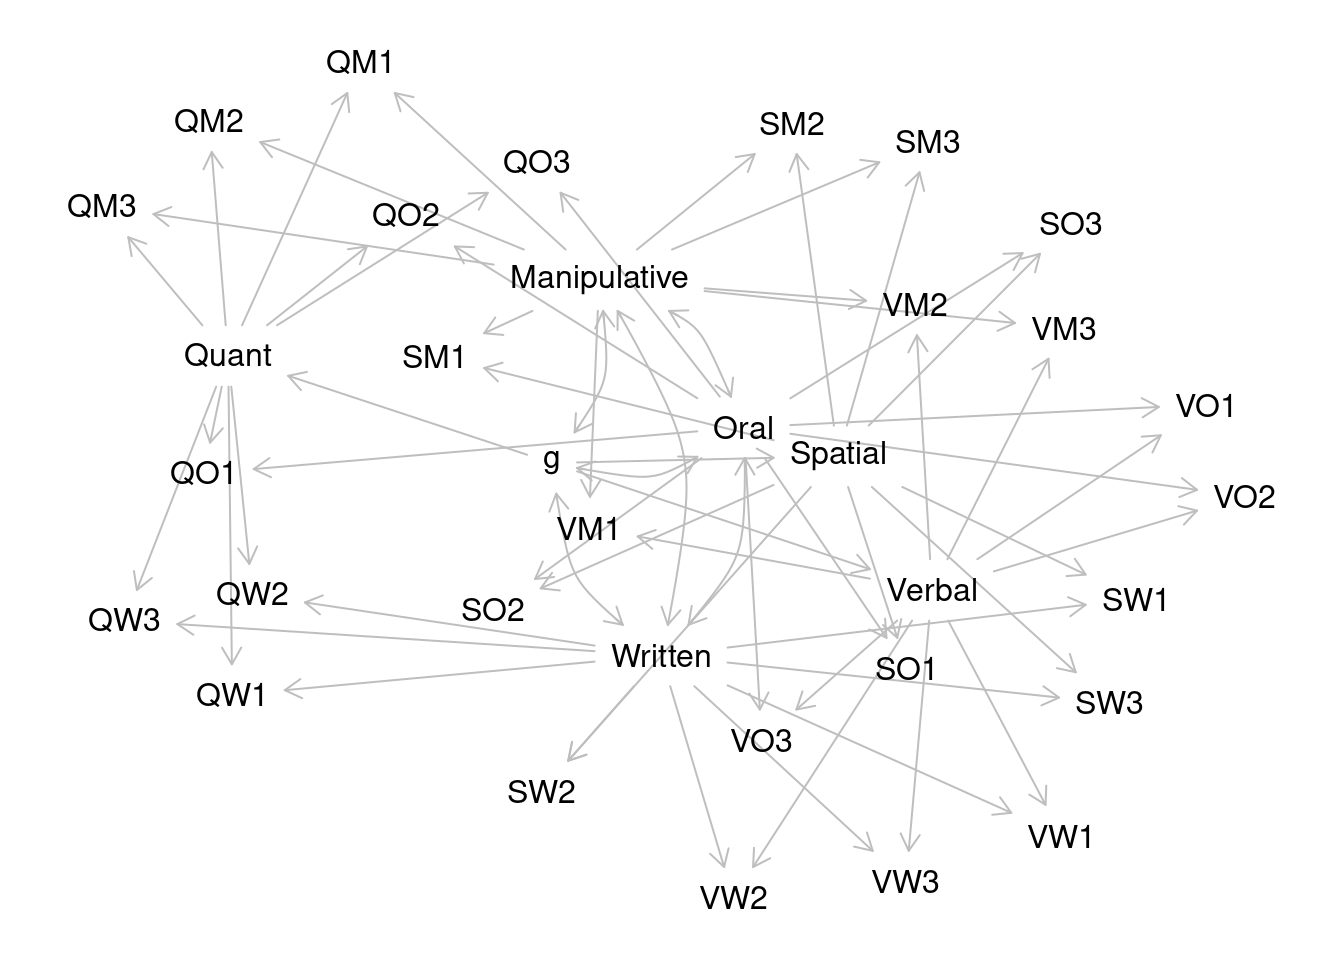 QM1
QM2
SM2
SM3
QO3
QM3
QO2
SO3
Manipulative
VM2
VM3
Quant
SM1
VO1
Oral
Spatial
g
QO1
VO2
VM1
Verbal
QW2
SW1
SO2
QW3
Written
SO1
QW1
SW3
VO3
SW2
VW1
VW3
VW2